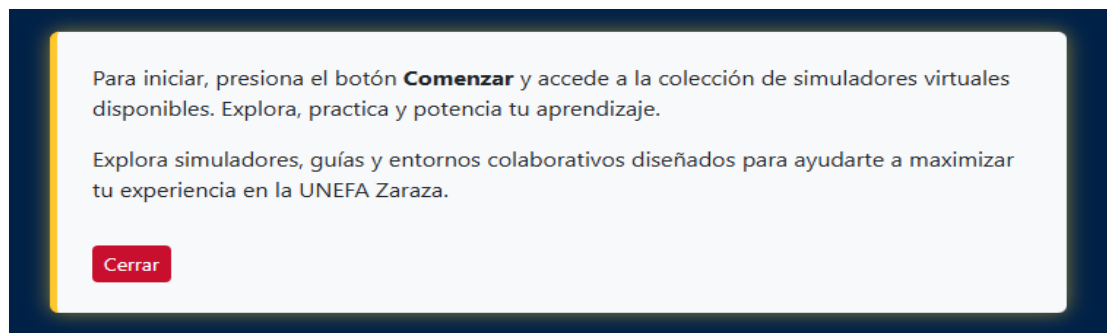 Para iniciar, presiona el botón Comenzar y accede a la colección de simuladores virtuales
disponibles. Explora, practica y potencia tu aprendizaje.
Explora simuladores, guías y entornos colaborativos diseñados para ayudarte a maximizar
tu experiencia en la UNEFA Zaraza.
Cerrar